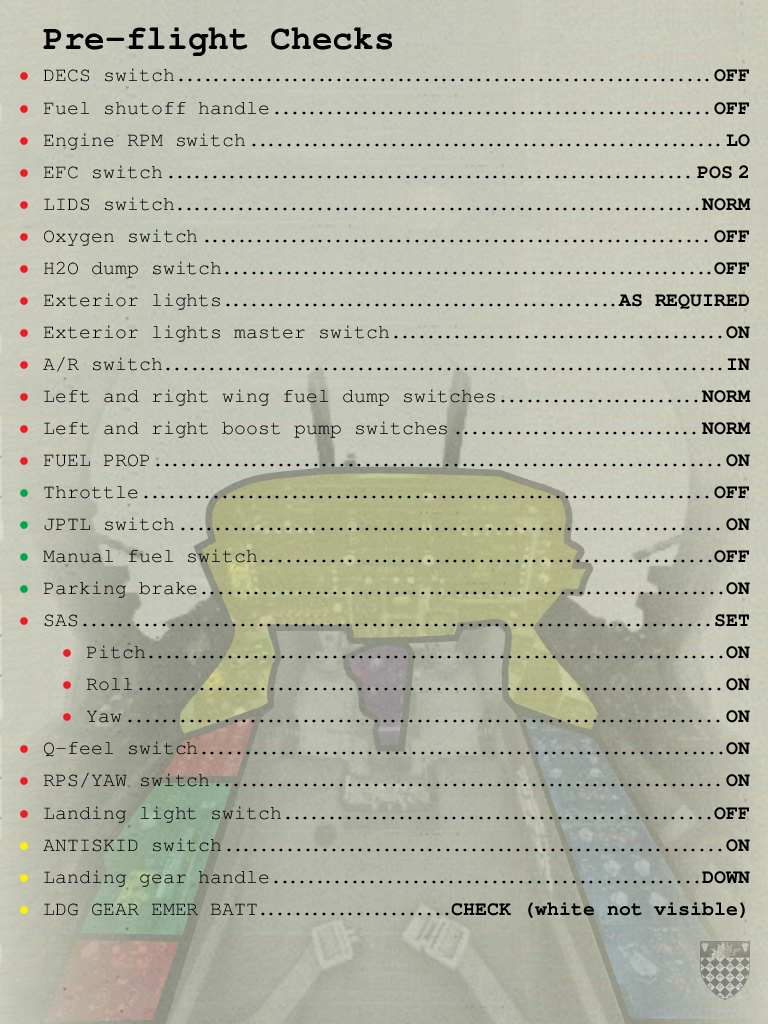 Pre-flight Checks
DECS switch....................................................OFF
Fuel shutoff handle............................................OFF
Engine RPM switch..............................................LO
EFC switch.....................................................POS 2
LIDS switch....................................................NORM
Oxygen switch..................................................OFF
H2O dump switch................................................OFF
Exterior lights................................................AS REQUIRED
Exterior lights master switch..................................ON
A/R switch.....................................................IN
Left and right wing fuel dump switches.........................NORM
Left and right boost pump switches.............................NORM
FUEL PROP......................................................ON
Throttle.......................................................OFF
JPTL switch....................................................ON
Manual fuel switch.............................................OFF
Parking brake..................................................ON
SAS............................................................SET
Pitch..........................................................ON
Roll...........................................................ON
Yaw............................................................ON
Q-feel switch..................................................ON
RPS/YAW switch.................................................ON
Landing light switch...........................................OFF
ANTISKID switch................................................ON
Landing gear handle............................................DOWN
LDG GEAR EMER BATT.....................CHECK (white not visible)